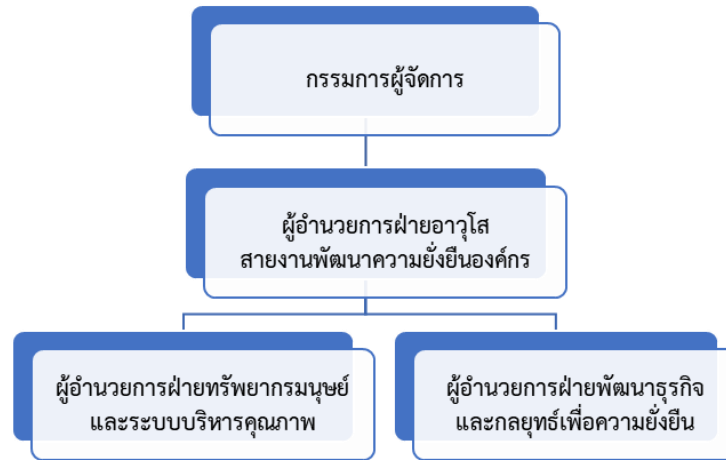 กรรมการผู้จัดการ
ผู้อำนวยการฝ่ายอาวุโส
สายงานพัฒนาความยั่งยืนองค์กร
ผู้อำนวยการฝ่ายทรัพยากรมนุษย์
และระบบบริหารคุณภาพ
ผู้อำนวยการฝ่ายพัฒนาธุรกิจ
และกลยุทธ์เพื่อความยั่งยืน